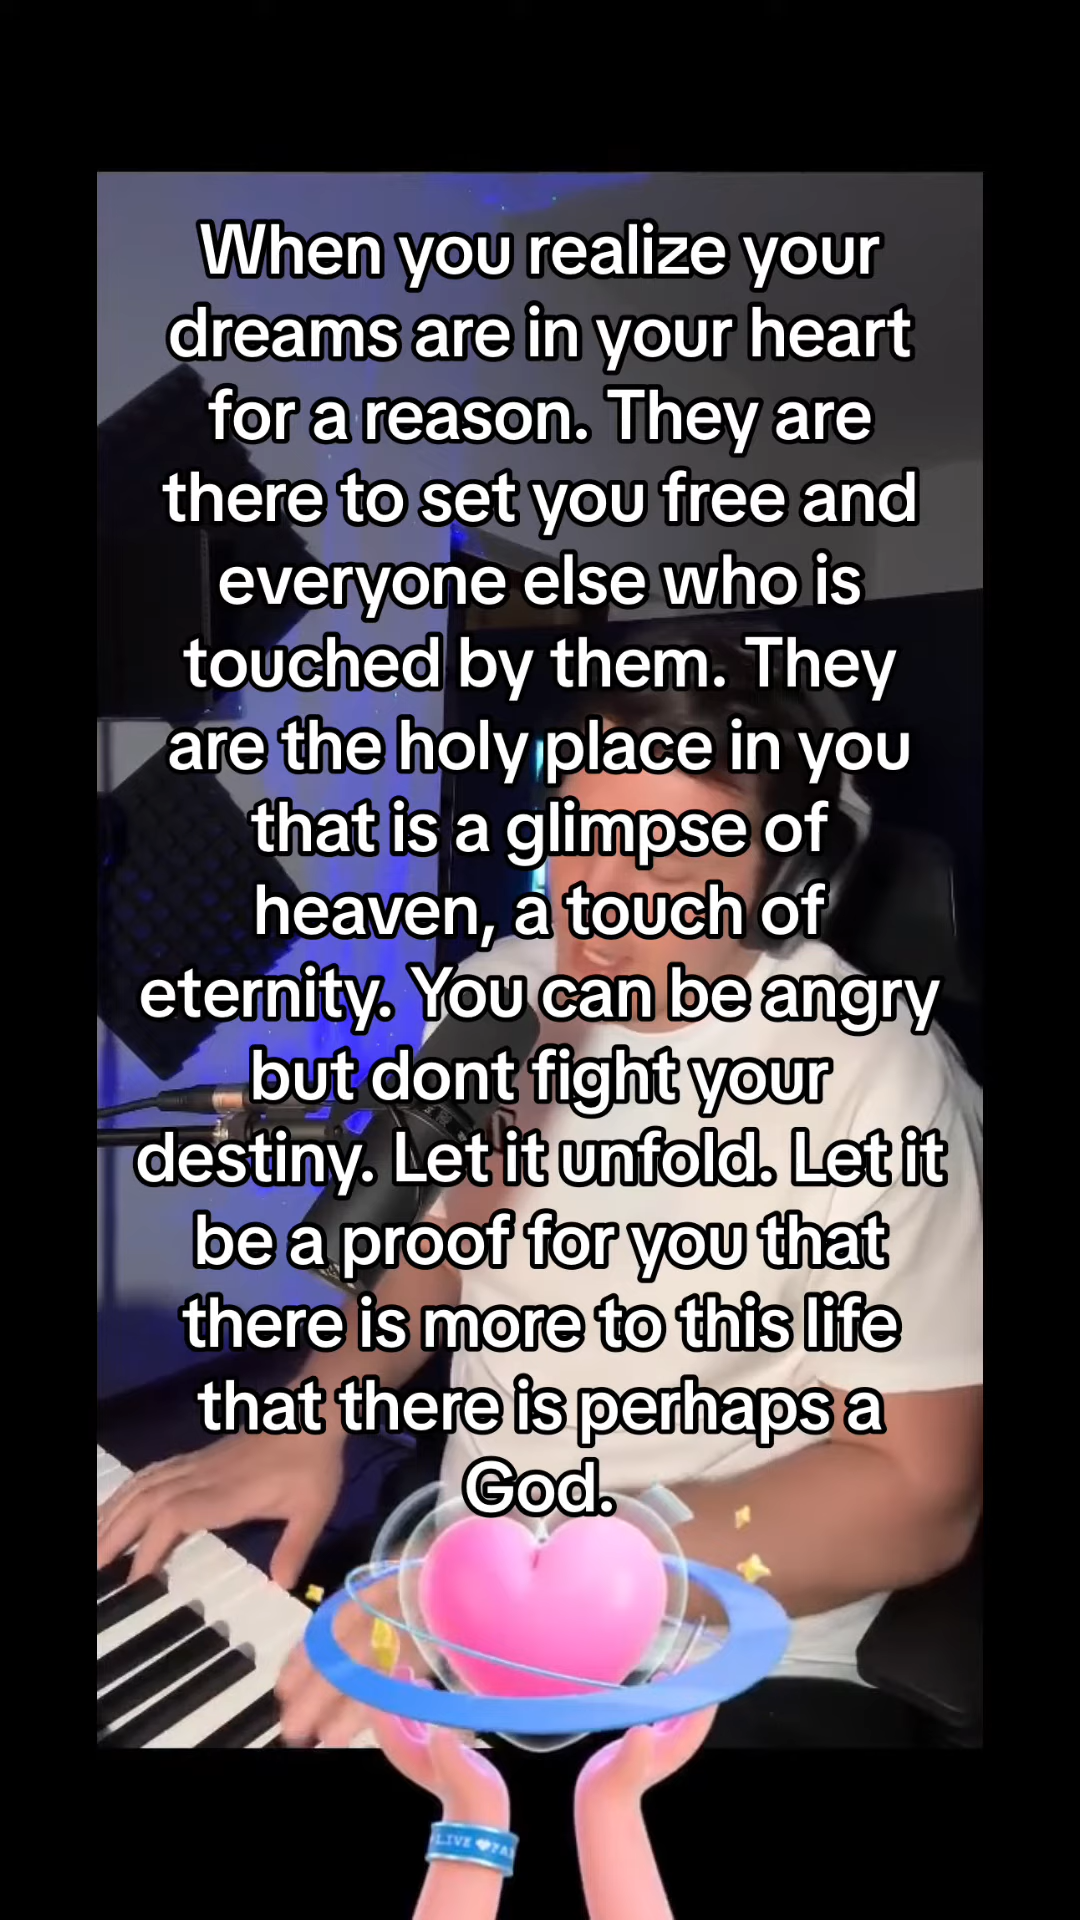 When you realize your
dreams are in your heart
for a reason. They are
there to set you free and
everyone else who is
touched by them. They
are the holy place in you
that is a glimpse of
heaven, a touch of
eternity. You can be angry
but dont fight your
destiny. Let it unfold. Let it
be a proof for you that
there is more to this life
that there is perhaps a
God.
LIVE